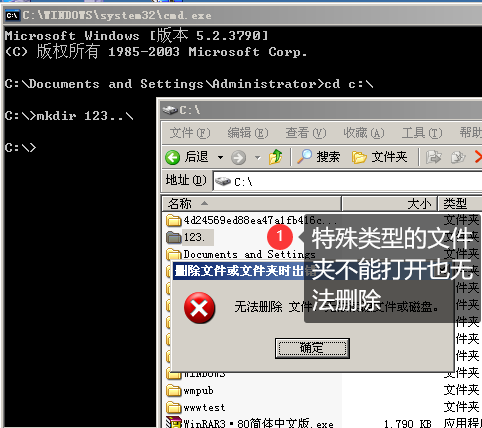 C:\WINDOWS\system32\cmd.exe
Microsoft Windows [版本 5.2.3790]
(C) 版权所有 1985-2003 Microsoft Corp.
C:\Documents and Settings\Administrator>cd c:\
C:\>mkdir 123..\
C:\>
C:\
文件(F) 编辑(E) 查看(V) 收藏(A) 工具(T) 帮助
后退 搜索 文件夹
地址(D) C:\
名称 大小 类型
4d24569ed88ea47a1fb416c... 文件夹
123. 文件夹
Documents and Settings 文件夹
1
特殊类型的文件
夹不能打开也无
法删除
删除文件或文件夹时出
无法删除 文件 文件或磁盘。
确定
文件夹
文件夹
文件夹
WINDOWS 文件夹
wmpub 文件夹
wwwtest 文件夹
WinRAR3·80简体中文版.exe 1,790 KB 应用程